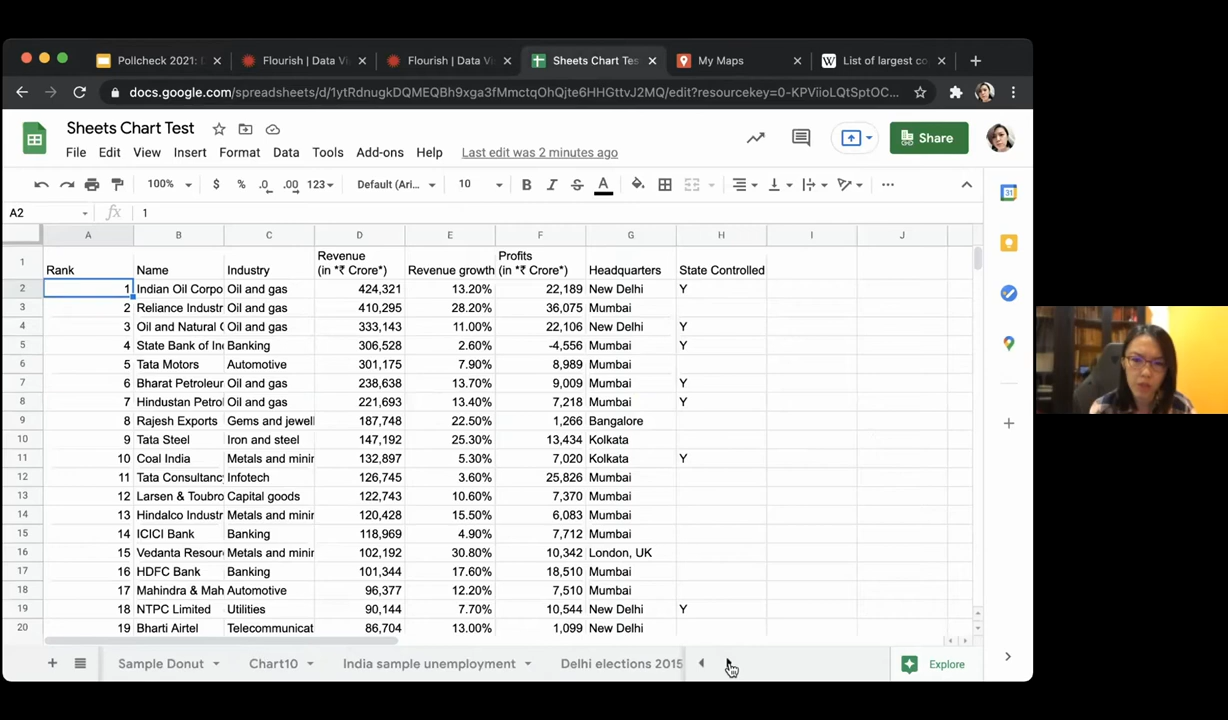 Pollcheck 2021: D
Flourish | Data Vi
Flourish | Data Vi
Sheets Chart Test
My Maps
List of largest co
docs.google.com/spreadsheets/d/1ytRdnugkDQMEQBh9xga3fMmctqOhQjte6HHGttvJ2MQ/edit?resourcekey=0-KPViioLQtSptOC...
Sheets Chart Test
Share
File Edit View Insert Format Data Tools Add-ons Help Last edit was 2 minutes ago
100% $ % .0 .00 123 Default (Ari... 10 B I S A
A2 fx 1
A B C D E F G H I J
1 Rank Name Industry Revenue (in *₹ Crore*) Revenue growth Profits (in *₹ Crore*) Headquarters State Controlled
2 1 Indian Oil Corpo Oil and gas 424,321 13.20% 22,189 New Delhi Y
3 2 Reliance Industr Oil and gas 410,295 28.20% 36,075 Mumbai
4 3 Oil and Natural G Oil and gas 333,143 11.00% 22,106 New Delhi Y
5 4 State Bank of Ind Banking 306,528 2.60% -4,556 Mumbai Y
6 5 Tata Motors Automotive 301,175 7.90% 8,989 Mumbai
7 6 Bharat Petroleur Oil and gas 238,638 13.70% 9,009 Mumbai Y
8 7 Hindustan Petrol Oil and gas 221,693 13.40% 7,218 Mumbai Y
9 8 Rajesh Exports Gems and jewell 187,748 22.50% 1,266 Bangalore
10 9 Tata Steel Iron and steel 147,192 25.30% 13,434 Kolkata
11 10 Coal India Metals and minir 132,897 5.30% 7,020 Kolkata Y
12 11 Tata Consultanc Infotech 126,745 3.60% 25,826 Mumbai
13 12 Larsen & Toubro Capital goods 122,743 10.60% 7,370 Mumbai
14 13 Hindalco Industr Metals and minir 120,428 15.50% 6,083 Mumbai
15 14 ICICI Bank Banking 118,969 4.90% 7,712 Mumbai
16 15 Vedanta Resour Metals and minir 102,192 30.80% 10,342 London, UK
17 16 HDFC Bank Banking 101,344 17.60% 18,510 Mumbai
18 17 Mahindra & Mah Automotive 96,377 12.20% 7,510 Mumbai
19 18 NTPC Limited Utilities 90,144 7.70% 10,544 New Delhi Y
20 19 Bharti Airtel Telecommunicat 86,704 13.00% 1,099 New Delhi
Sample Donut Chart10 India sample unemployment Delhi elections 2015 Explore